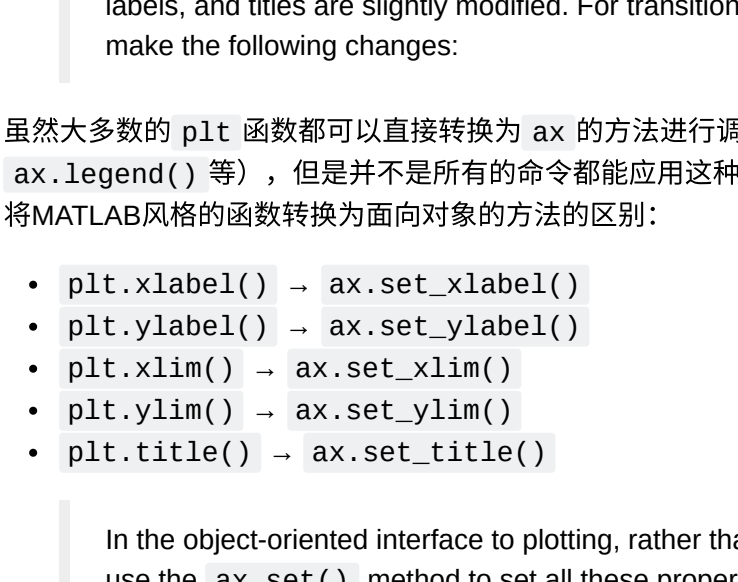 labels, and titles are slightly modified. For transition
make the following changes:
虽然大多数的 plt 函数都可以直接转换为 ax 的方法进行调
ax.legend() 等），但是并不是所有的命令都能应用这种
将MATLAB风格的函数转换为面向对象的方法的区别：
• plt.xlabel() → ax.set_xlabel()
• plt.ylabel() → ax.set_ylabel()
• plt.xlim() → ax.set_xlim()
• plt.ylim() → ax.set_ylim()
• plt.title() → ax.set_title()
In the object-oriented interface to plotting, rather tha
use the ax.set() method to set all these proper